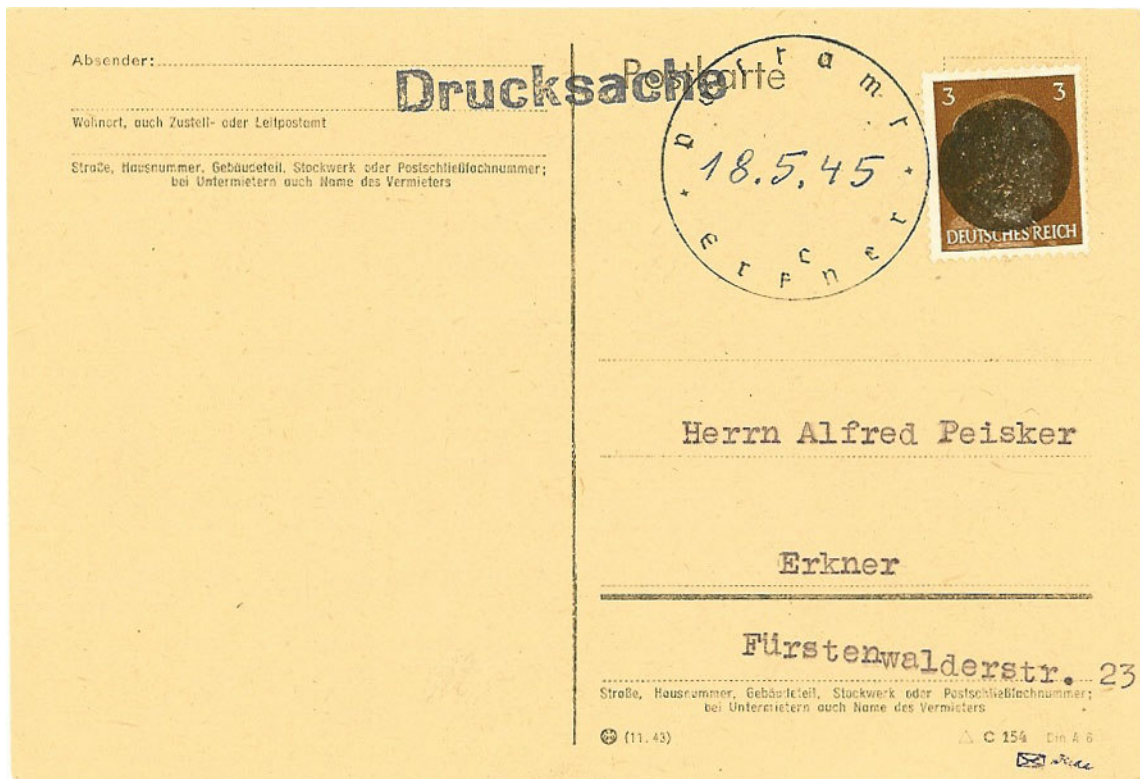 Absender:
Drucksache
Postkarte
Wohnort, auch Zustell- oder Leitpostamt
Straße, Hausnummer, Gebäudeteil, Stockwerk oder Postschließfachnummer;
bei Untermietern auch Name des Vermieters
Postamt
18.5.45
Erkner
3 3
DEUTSCHES REICH
Herrn Alfred Peisker
Erkner
Fürstenwalderstr. 23
Straße, Hausnummer, Gebäudeteil, Stockwerk oder Postschließfachnummer;
bei Untermietern auch Name des Vermieters
(11.43)
C 154 Din A 6